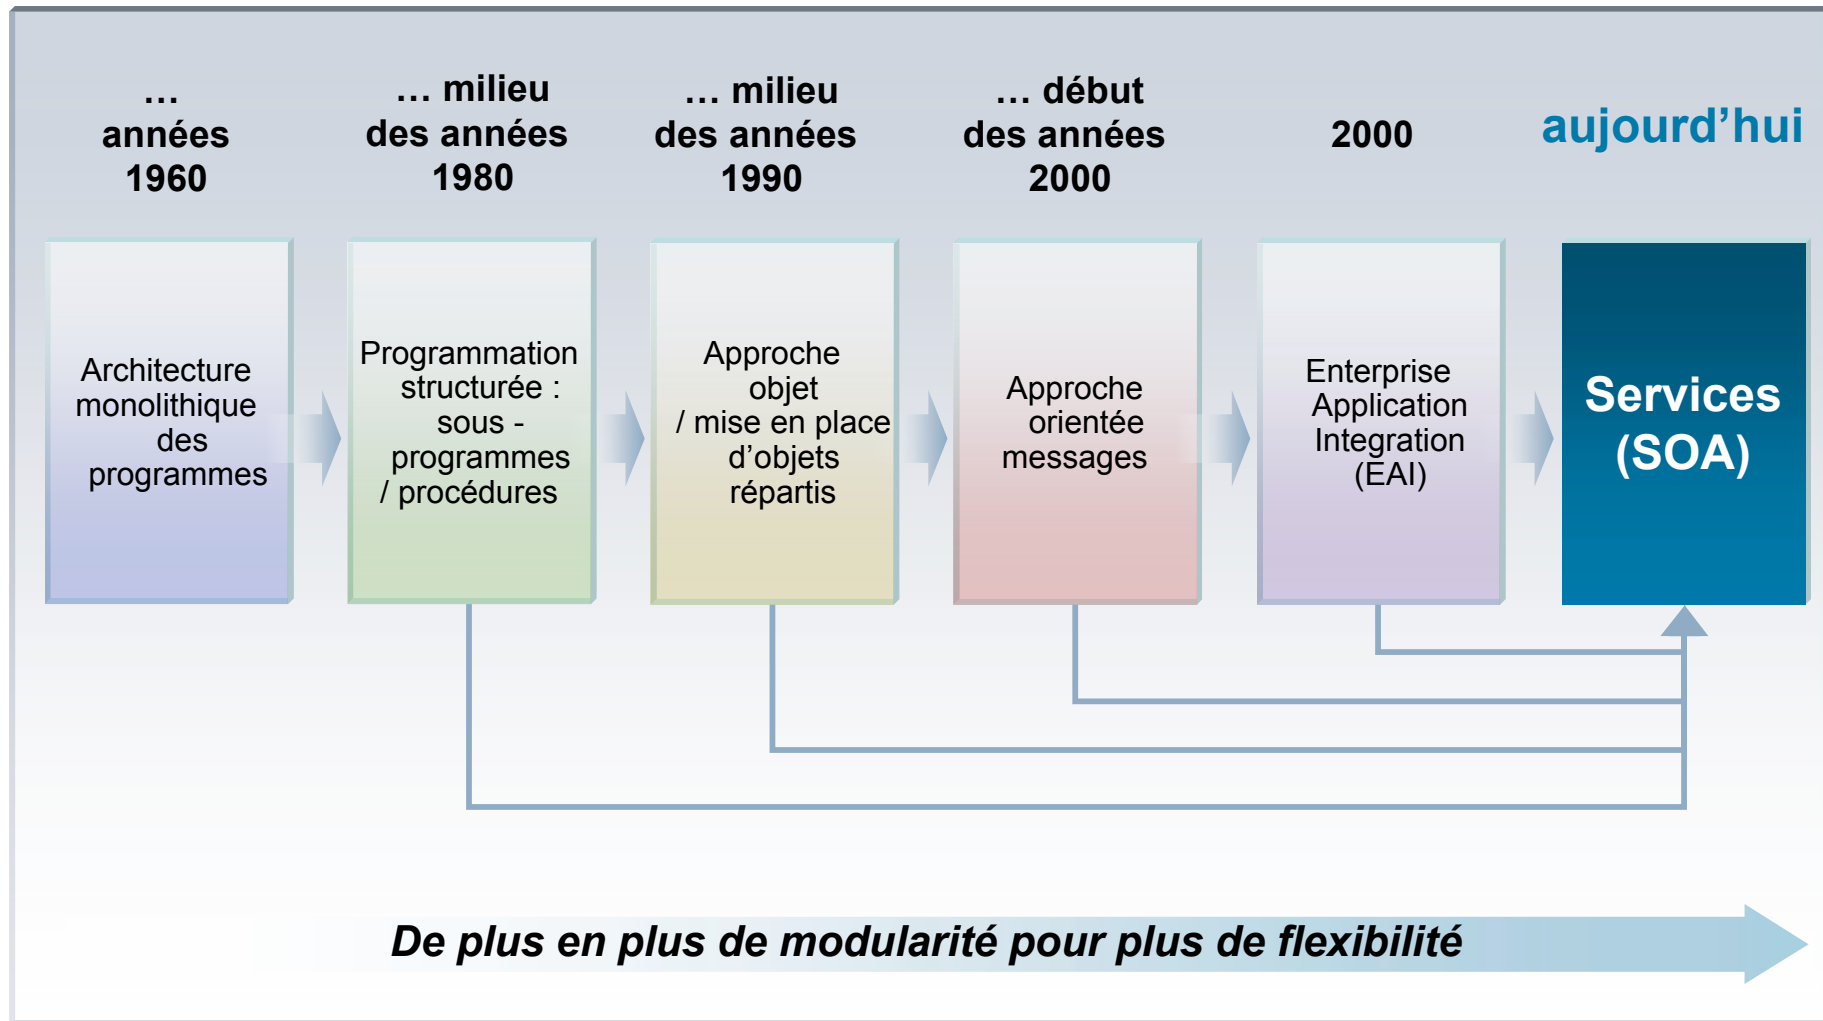 …
années
1960
… milieu
des années
1980
… milieu
des années
1990
… début
des années
2000
2000
aujourd’hui
Architecture
monolithique
des
programmes
Programmation
structurée :
sous -
programmes
/ procédures
Approche
objet
/ mise en place
d’objets
répartis
Approche
orientée
messages
Enterprise
Application
Integration
(EAI)
Services
(SOA)
De plus en plus de modularité pour plus de flexibilité